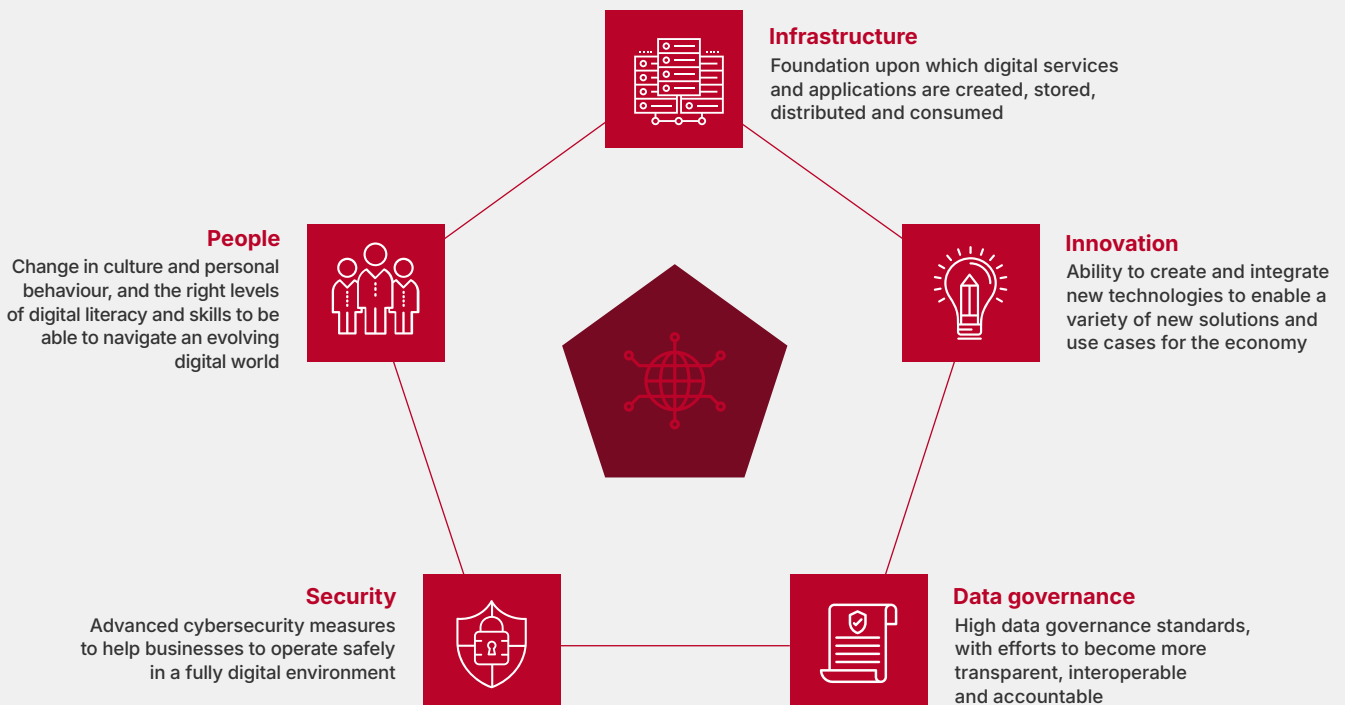 Infrastructure
Foundation upon which digital services
and applications are created, stored,
distributed and consumed
People
Change in culture and personal
behaviour, and the right levels
of digital literacy and skills to be
able to navigate an evolving
digital world
Innovation
Ability to create and integrate
new technologies to enable a
variety of new solutions and
use cases for the economy
Security
Advanced cybersecurity measures
to help businesses to operate safely
in a fully digital environment
Data governance
High data governance standards,
with efforts to become more
transparent, interoperable
and accountable